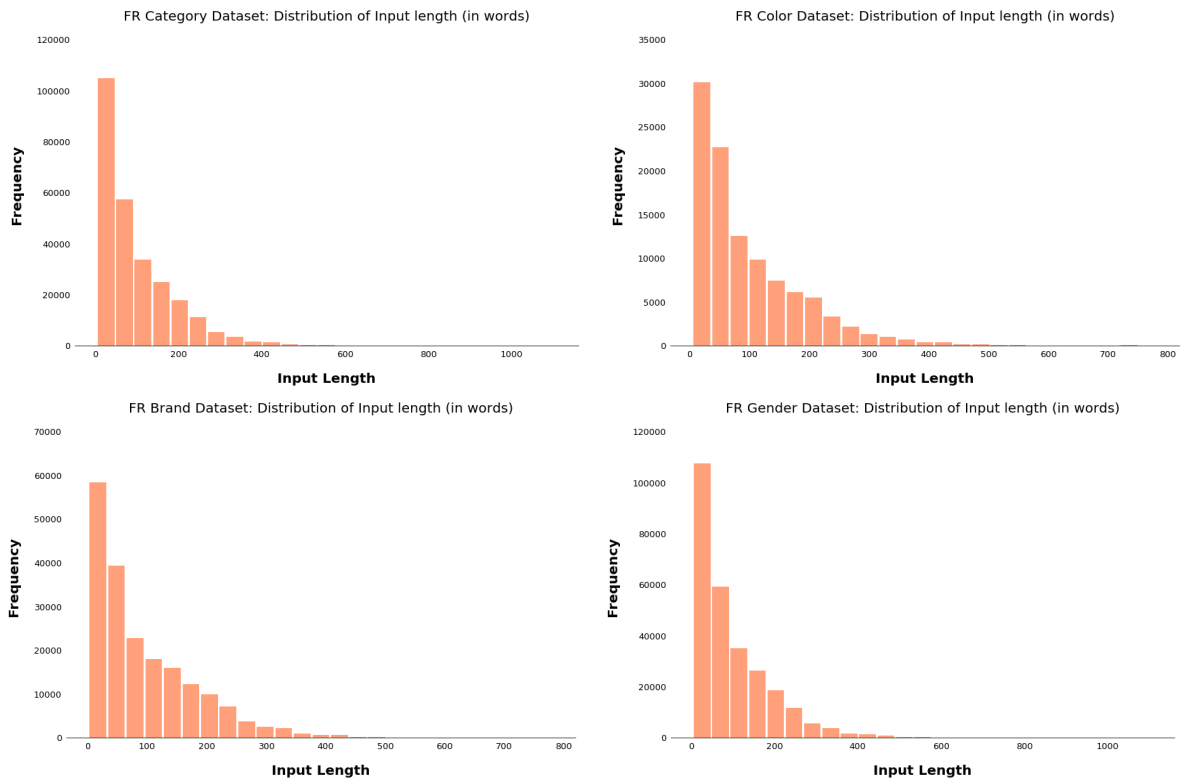 FR Category Dataset: Distribution of Input length (in words)
120000
100000
80000
60000
40000
20000
0
Frequency
0 200 400 600 800 1000
Input Length
FR Color Dataset: Distribution of Input length (in words)
35000
30000
25000
20000
15000
10000
5000
0
Frequency
0 100 200 300 400 500 600 700 800
Input Length
FR Brand Dataset: Distribution of Input length (in words)
70000
60000
50000
40000
30000
20000
10000
0
Frequency
0 100 200 300 400 500 600 700 800
Input Length
FR Gender Dataset: Distribution of Input length (in words)
120000
100000
80000
60000
40000
20000
0
Frequency
0 200 400 600 800 1000
Input Length